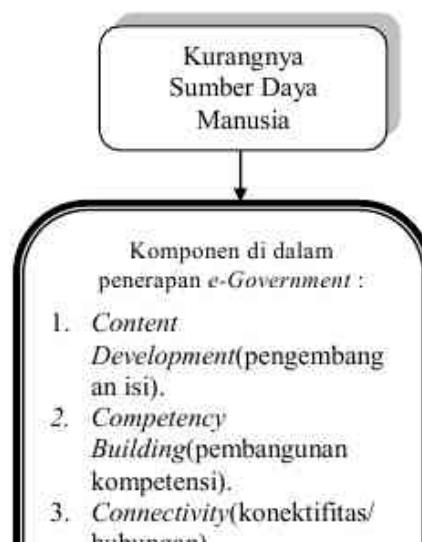 Kurangnya
Sumber Daya
Manusia
Komponen di dalam
penerapan e-Government :
1. Content
Development(pengembang
an isi).
2. Competency
Building(pembangunan
kompetensi).
3. Connectivity(konektifitas/